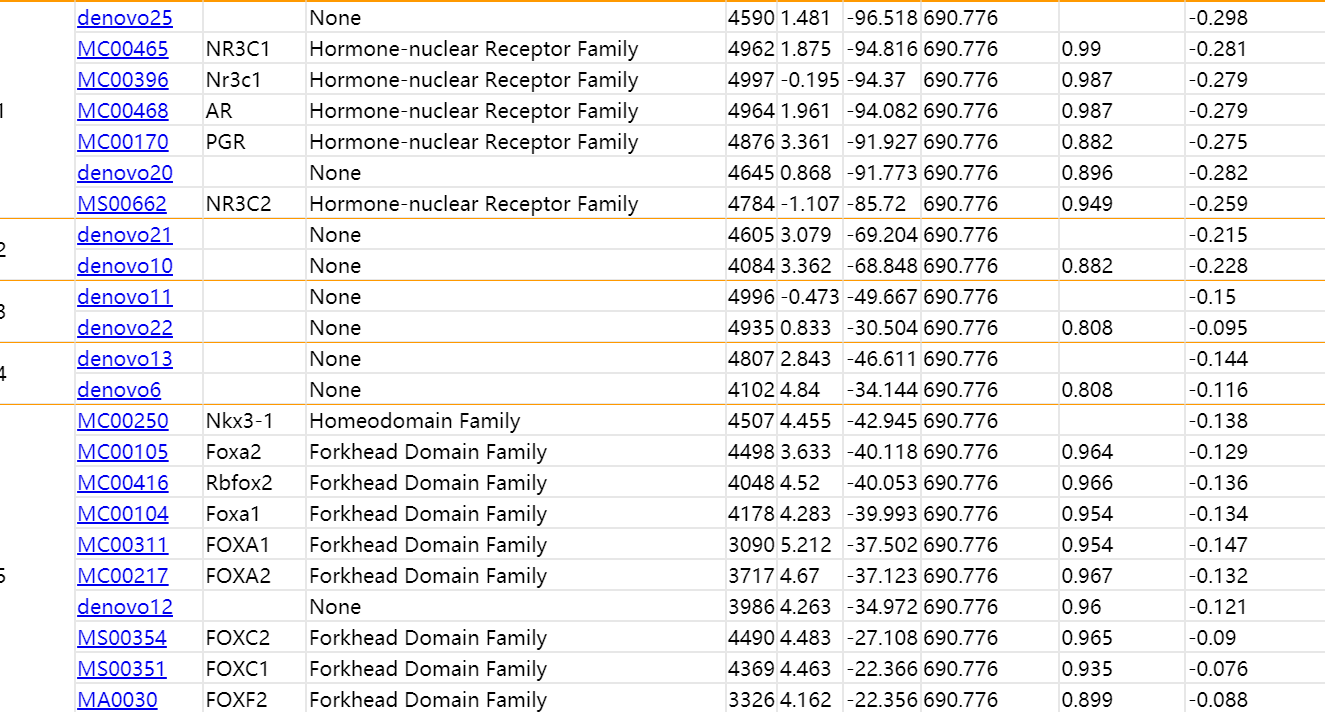 denovo25 None 4590 1.481 -96.518 690.776 -0.298
MC00465 NR3C1 Hormone-nuclear Receptor Family 4962 1.875 -94.816 690.776 0.99 -0.281
MC00396 Nr3c1 Hormone-nuclear Receptor Family 4997 -0.195 -94.37 690.776 0.987 -0.279
1 MC00468 AR Hormone-nuclear Receptor Family 4964 1.961 -94.082 690.776 0.987 -0.279
MC00170 PGR Hormone-nuclear Receptor Family 4876 3.361 -91.927 690.776 0.882 -0.275
denovo20 None 4645 0.868 -91.773 690.776 0.896 -0.282
MS00662 NR3C2 Hormone-nuclear Receptor Family 4784 -1.107 -85.72 690.776 0.949 -0.259
2 denovo21 None 4605 3.079 -69.204 690.776 -0.215
denovo10 None 4084 3.362 -68.848 690.776 0.882 -0.228
3 denovo11 None 4996 -0.473 -49.667 690.776 -0.15
denovo22 None 4935 0.833 -30.504 690.776 0.808 -0.095
4 denovo13 None 4807 2.843 -46.611 690.776 -0.144
denovo6 None 4102 4.84 -34.144 690.776 0.808 -0.116
MC00250 Nkx3-1 Homeodomain Family 4507 4.455 -42.945 690.776 -0.138
MC00105 Foxa2 Forkhead Domain Family 4498 3.633 -40.118 690.776 0.964 -0.129
MC00416 Rbfox2 Forkhead Domain Family 4048 4.52 -40.053 690.776 0.966 -0.136
MC00104 Foxa1 Forkhead Domain Family 4178 4.283 -39.993 690.776 0.954 -0.134
MC00311 FOXA1 Forkhead Domain Family 3090 5.212 -37.502 690.776 0.954 -0.147
5 MC00217 FOXA2 Forkhead Domain Family 3717 4.67 -37.123 690.776 0.967 -0.132
denovo12 None 3986 4.263 -34.972 690.776 0.96 -0.121
MS00354 FOXC2 Forkhead Domain Family 4490 4.483 -27.108 690.776 0.965 -0.09
MS00351 FOXC1 Forkhead Domain Family 4369 4.463 -22.366 690.776 0.935 -0.076
MA0030 FOXF2 Forkhead Domain Family 3326 4.162 -22.356 690.776 0.899 -0.088